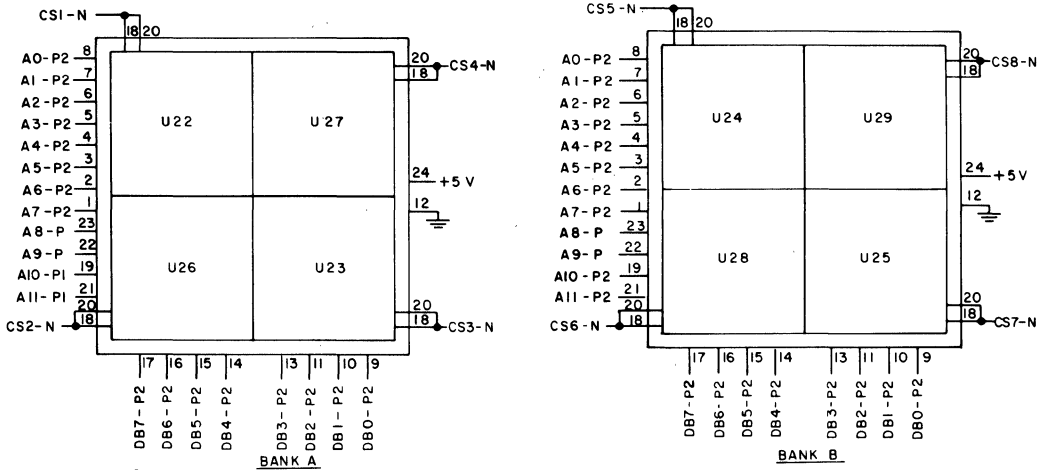 CS1-N
18 20
A0-P2 8
A1-P2 7
A2-P2 6
A3-P2 5
A4-P2 4
A5-P2 3
A6-P2 2
A7-P2 1
A8-P 23
A9-P 22
A10-P1 19
A11-P1 21
20
CS2-N 18
U22
U27
U26
U23
20
18 CS4-N
24 +5V
12
20
18 CS3-N
17 16 15 14 13 11 10 9
DB7-P2
DB6-P2
DB5-P2
DB4-P2
DB3-P2
DB2-P2
DB1-P2
DB0-P2
BANK A
CS5-N
18 20
A0-P2 8
A1-P2 7
A2-P2 6
A3-P2 5
A4-P2 4
A5-P2 3
A6-P2 2
A7-P2 1
A8-P 23
A9-P 22
A10-P2 19
A11-P2 21
20
CS6-N 18
U24
U29
U28
U25
20
18 CS8-N
24 +5V
12
20
18 CS7-N
17 16 15 14 13 11 10 9
DB7-P2
DB6-P2
DB5-P2
DB4-P2
DB3-P2
DB2-P2
DB1-P2
DB0-P2
BANK B